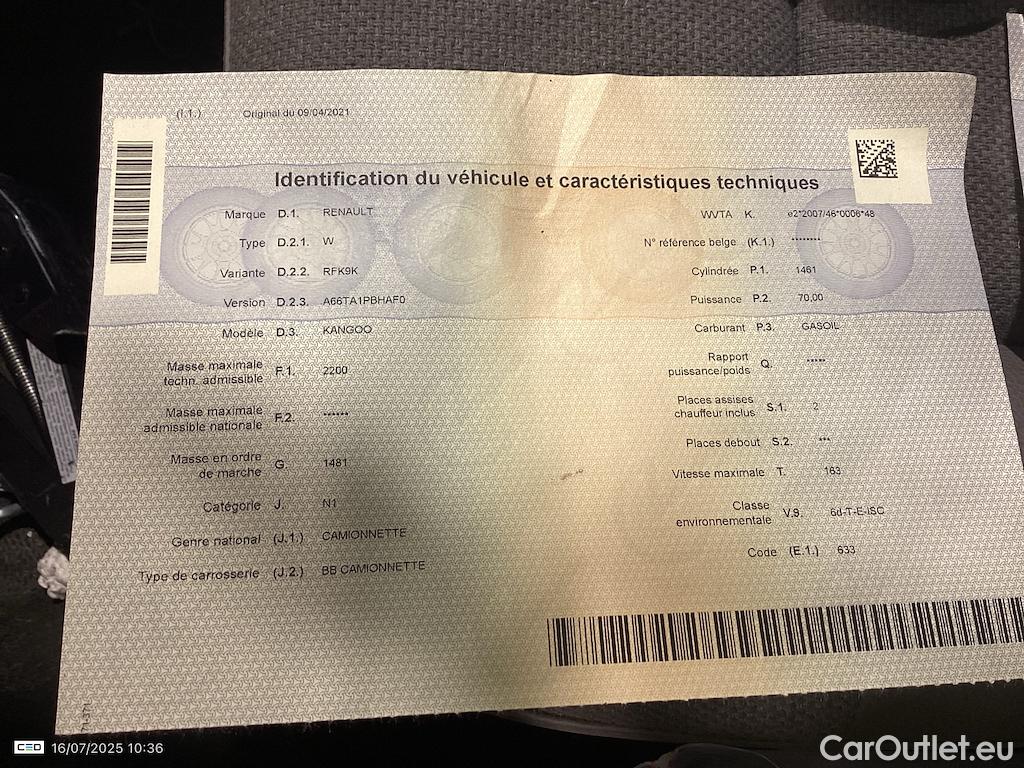 (I.1.) Original du 09/04/2021
Identification du véhicule et caractéristiques techniques
Marque D.1. RENAULT
Type D.2.1. W
Variante D.2.2. RFK9K
Version D.2.3. A66TA1PBHAF0
Modèle D.3. KANGOO
Masse maximale
techn. admissible F.1. 2200
Masse maximale
admissible nationale F.2. ******
Masse en ordre
de marche G. 1481
Catégorie J. N1
Genre national (J.1.) CAMIONNETTE
Type de carrosserie (J.2.) BB CAMIONNETTE
WVTA K. e2*2007/46*0006*48
N° référence belge (K.1.) ********
Cylindrée P.1. 1461
Puissance P.2. 70,00
Carburant P.3. GASOIL
Rapport
puissance/poids Q. *****
Places assises
chauffeur inclus S.1. 2
Places debout S.2. ***
Vitesse maximale T. 163
Classe
environnementale V.9. 6d-T-E-ISC
Code (E.1.) 633
CEO 16/07/2025 10:36
CarOutlet.eu